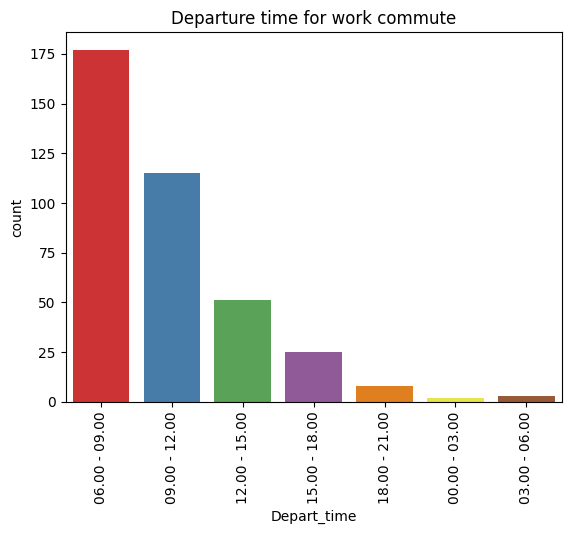 Departure time for work commute
count
175
150
125
100
75
50
25
0
06.00 - 09.00
09.00 - 12.00
12.00 - 15.00
15.00 - 18.00
18.00 - 21.00
00.00 - 03.00
03.00 - 06.00
Depart_time